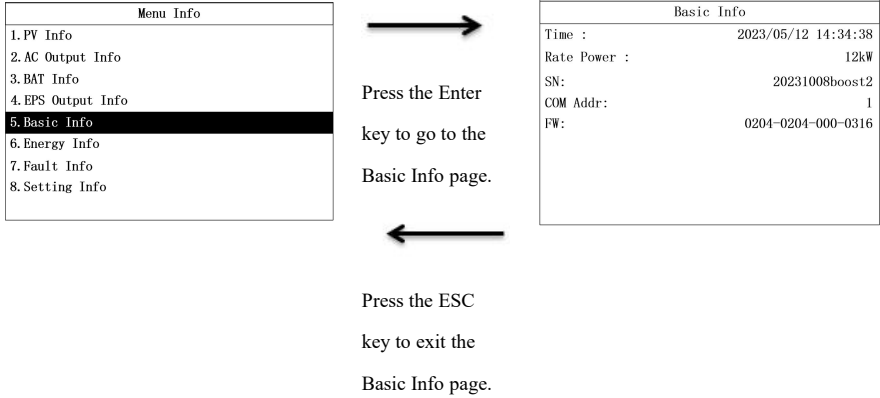 Menu Info
1.PV Info
2.AC Output Info
3.BAT Info
4.EPS Output Info
5.Basic Info
6.Energy Info
7.Fault Info
8.Setting Info
Press the Enter
key to go to the
Basic Info page.
Press the ESC
key to exit the
Basic Info page.
Basic Info
Time : 2023/05/12 14:34:38
Rate Power : 12kW
SN: 20231008boost2
COM Addr: 1
FW: 0204-0204-000-0316